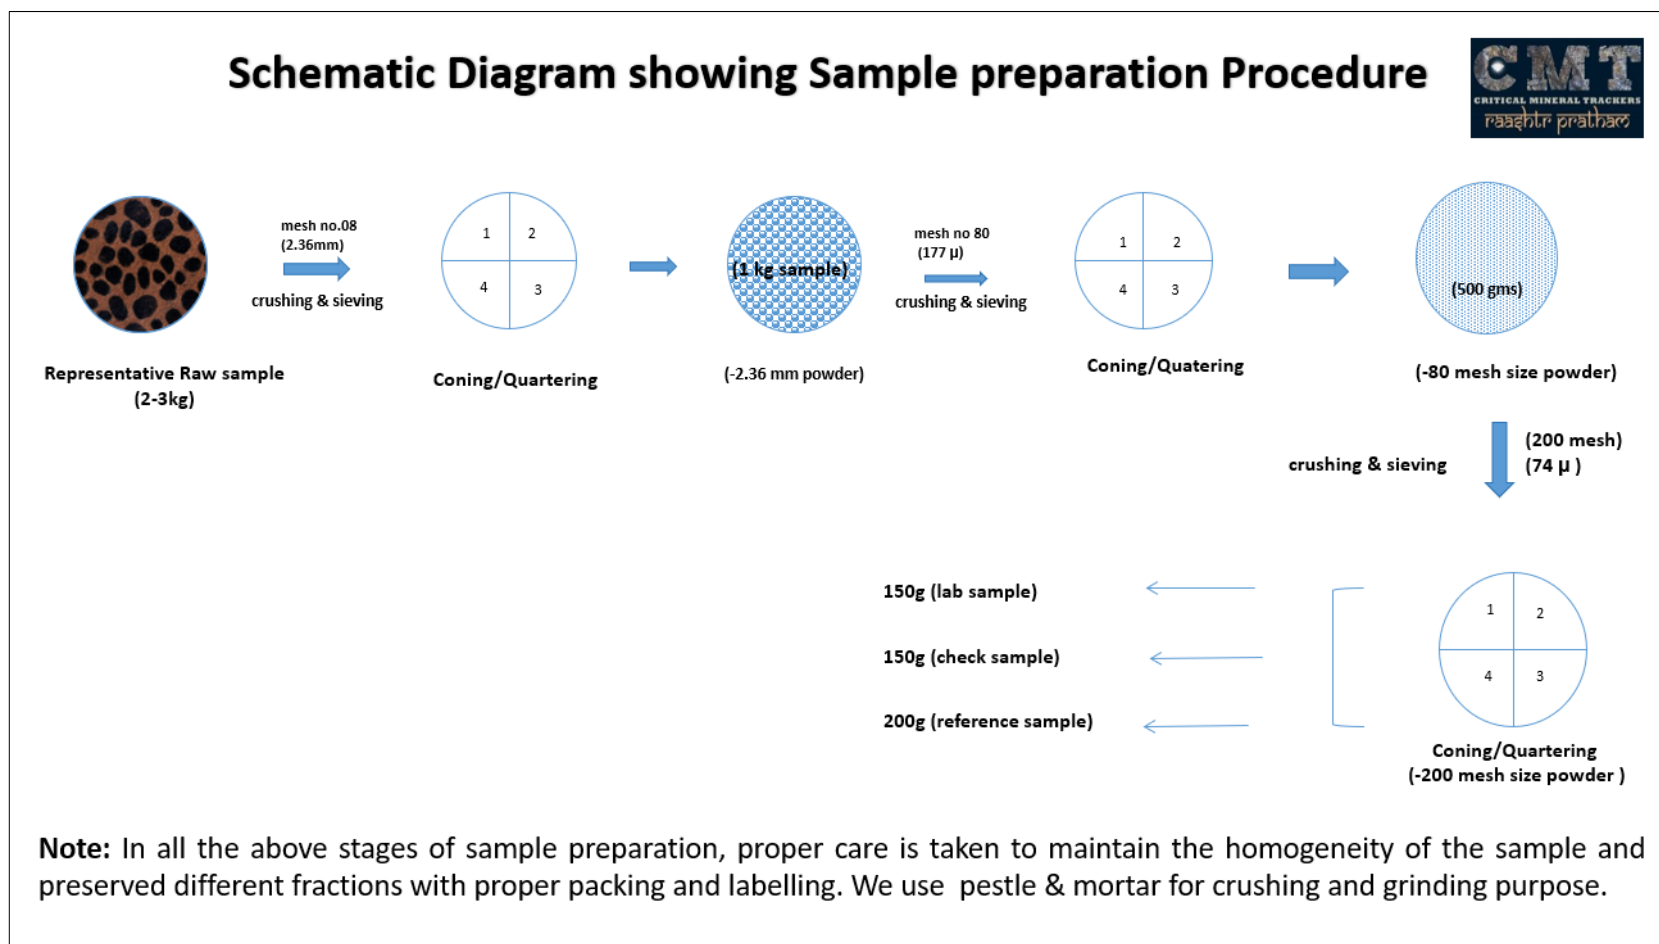 Schematic Diagram showing Sample preparation Procedure
CMT
CRITICAL MINERAL TRACKERS
raashtr pratham
mesh no.08
(2.36mm)
crushing & sieving
Representative Raw sample
(2-3kg)
1 2
4 3
Coning/Quartering
(1 kg sample)
(-2.36 mm powder)
mesh no 80
(177 µ)
crushing & sieving
1 2
4 3
Coning/Quatering
(500 gms)
(-80 mesh size powder)
crushing & sieving
(200 mesh)
(74 µ )
1 2
4 3
Coning/Quartering
(-200 mesh size powder )
150g (lab sample)
150g (check sample)
200g (reference sample)
Note: In all the above stages of sample preparation, proper care is taken to maintain the homogeneity of the sample and
preserved different fractions with proper packing and labelling. We use  pestle & mortar for crushing and grinding purpose.